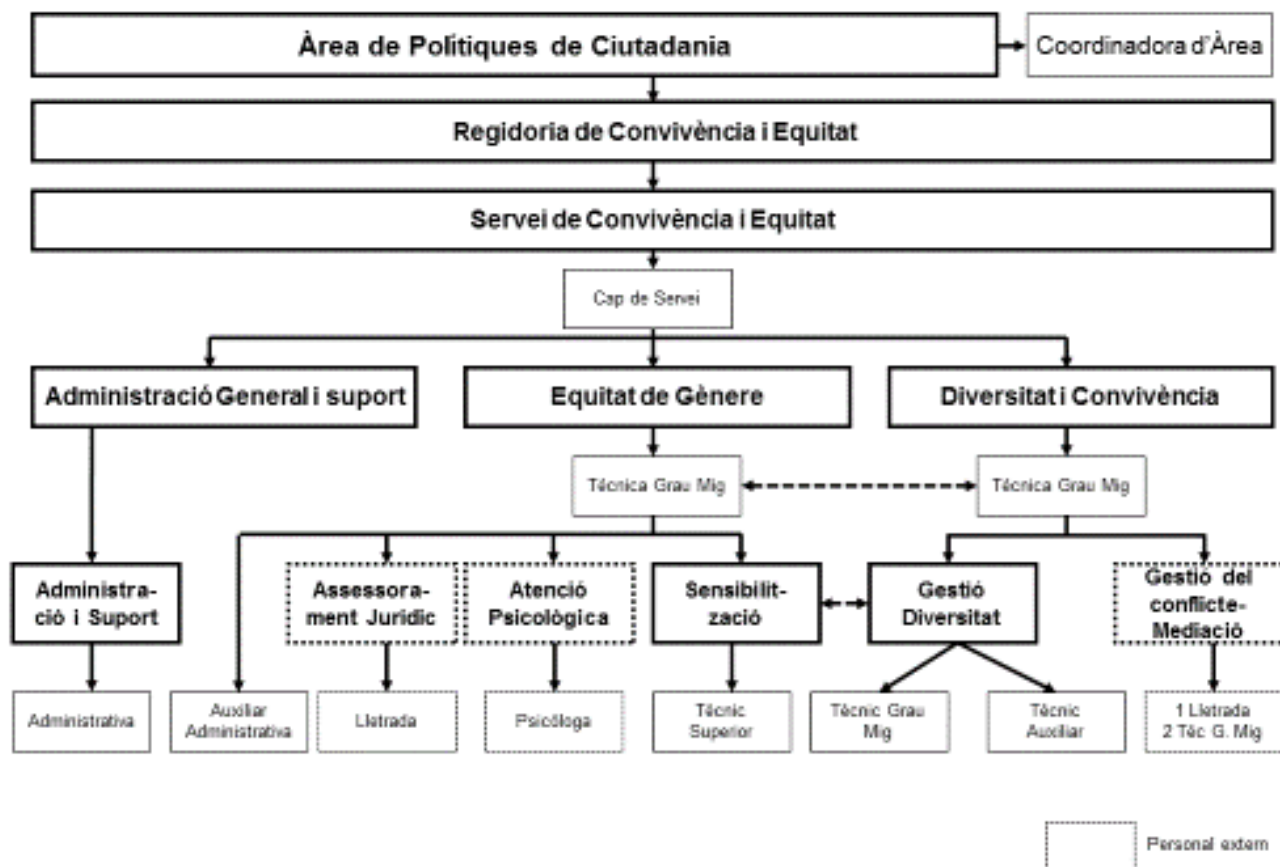 Àrea de Polítiques de Ciutadania
Coordinadora d'Àrea
Regidoria de Convivència i Equitat
Servei de Convivència i Equitat
Cap de Servei
Administració General i suport
Equitat de Gènere
Diversitat i Convivència
Tècnica Grau Mig
Tècnica Grau Mig
Administra-
ció i Suport
Assessora-
ment Jurídic
Atenció
Psicològica
Sensibilit-
zació
Gestió
Diversitat
Gestió del
conflicte-
Mediació
Administrativa
Auxiliar
Administrativa
Lletrada
Psicòloga
Tècnic
Superior
Tècnic Grau
Mig
Tècnic
Auxiliar
1 Lletrada
2 Tèc G. Mig
Personal extern